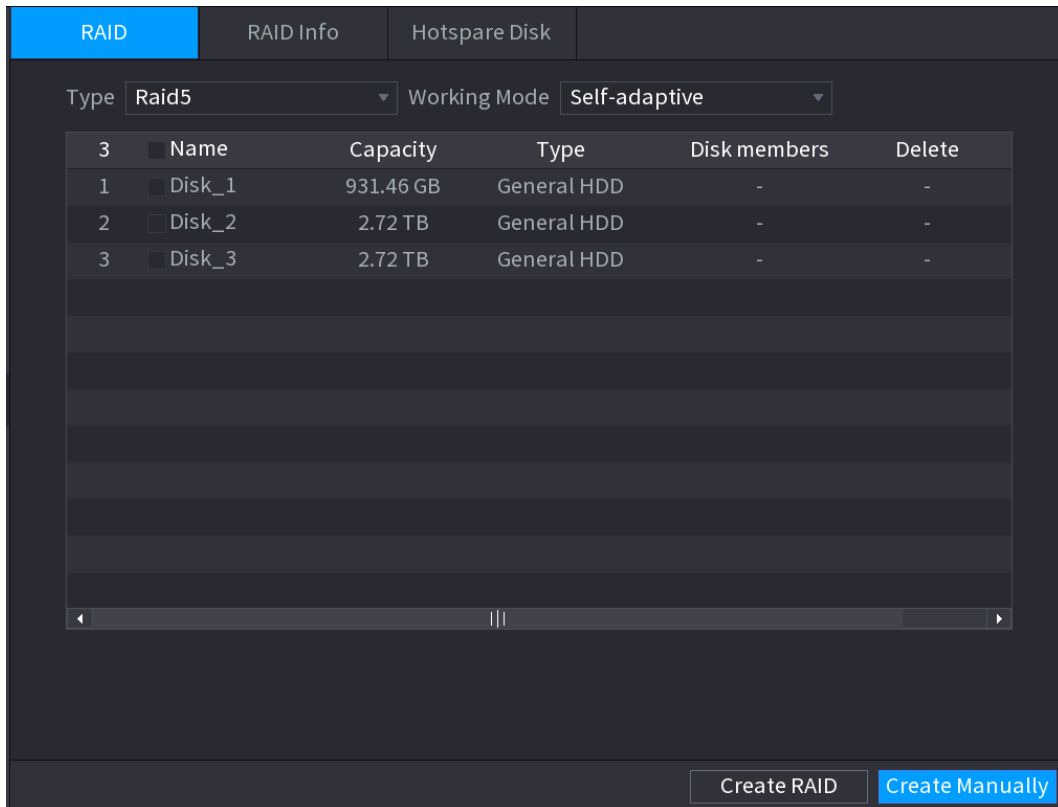 RAID RAID Info Hotspare Disk
Type Raid5 Working Mode Self-adaptive
3 Name Capacity Type Disk members Delete
1 Disk_1 931.46 GB General HDD - -
2 Disk_2 2.72 TB General HDD - -
3 Disk_3 2.72 TB General HDD - -
Create RAID Create Manually